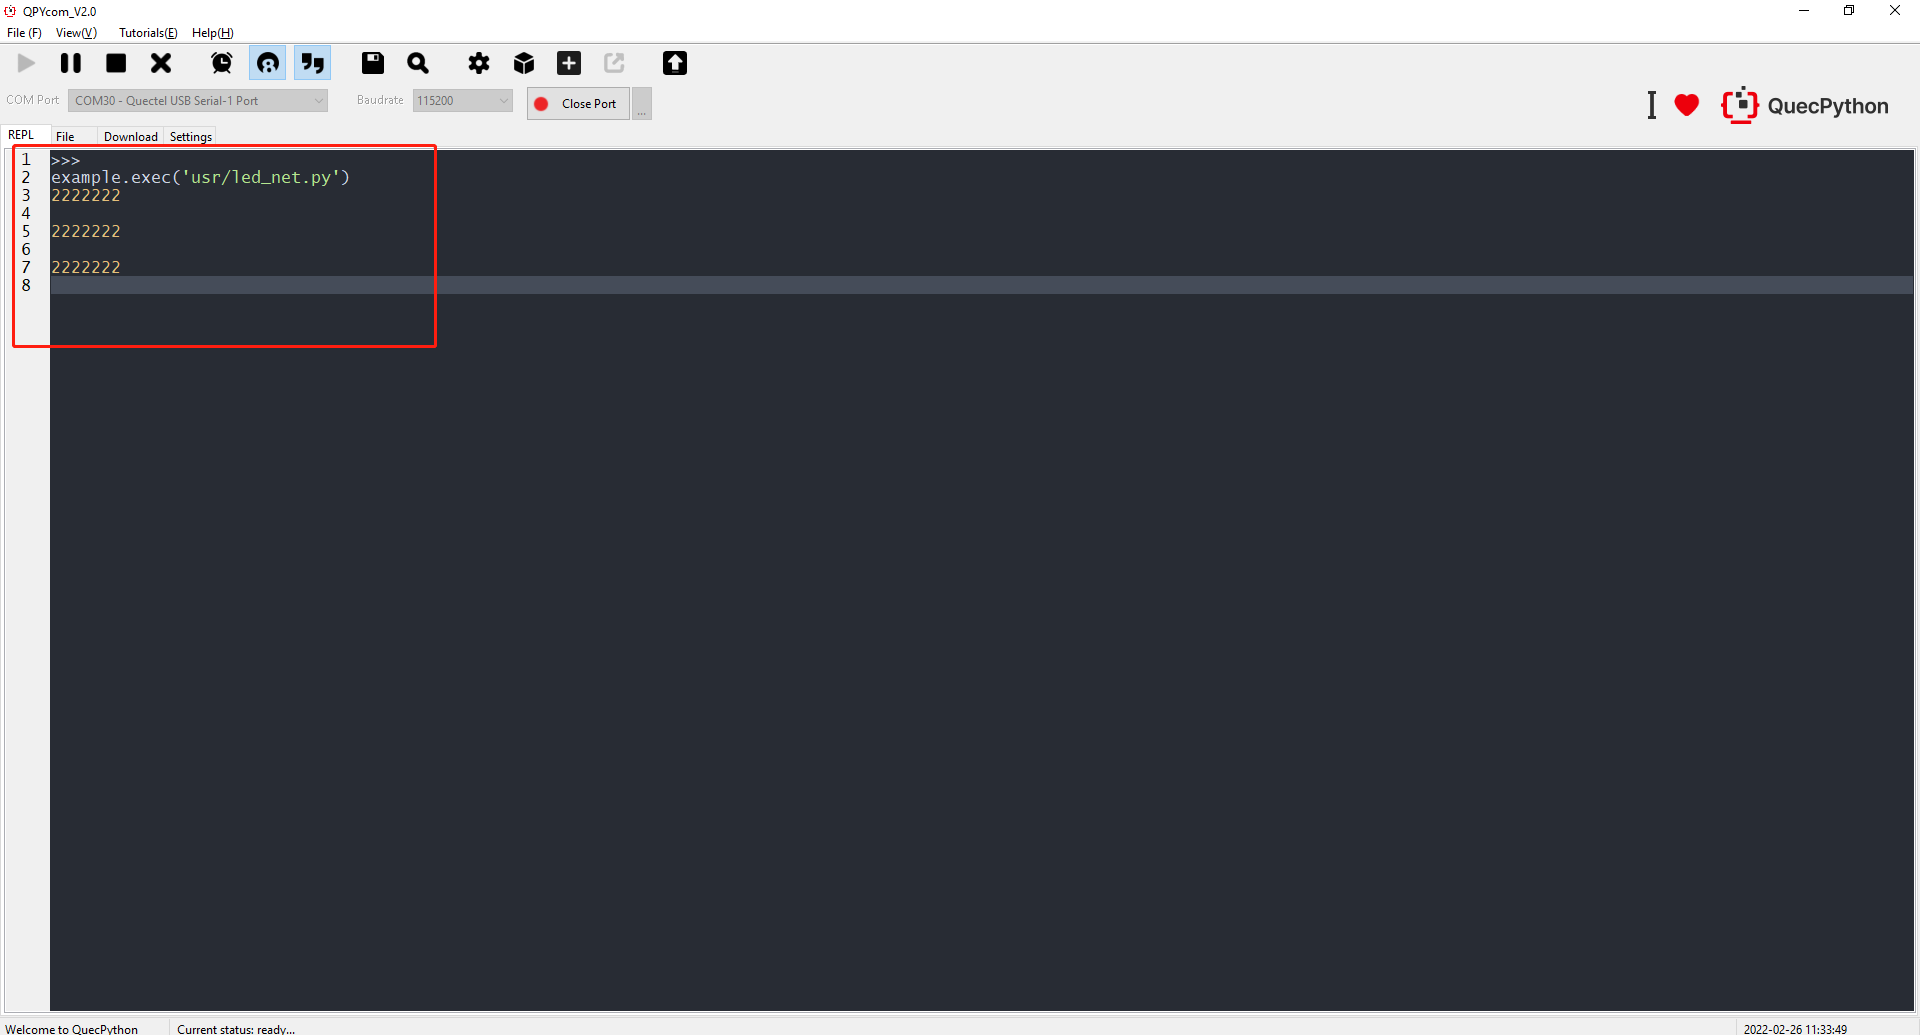 QPYcom_V2.0
File (F) View(V) Tutorials(E) Help(H)
COM Port COM30 - Quectel USB Serial-1 Port Baudrate 115200 Close Port ...
QuecPython
REPL File Download Settings
1 >>>
2 example.exec('usr/led_net.py')
3 2222222
4
5 2222222
6
7 2222222
8
Welcome to QuecPython Current status: ready... 2022-02-26 11:33:49